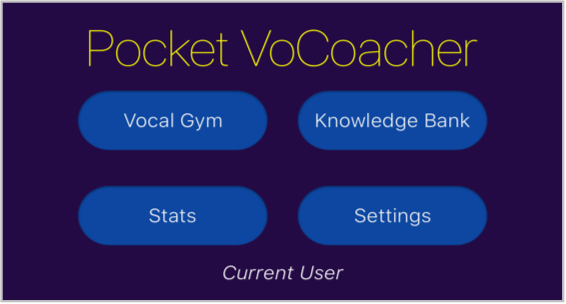 Pocket VoCoacher
Vocal Gym
Knowledge Bank
Stats
Settings
Current User